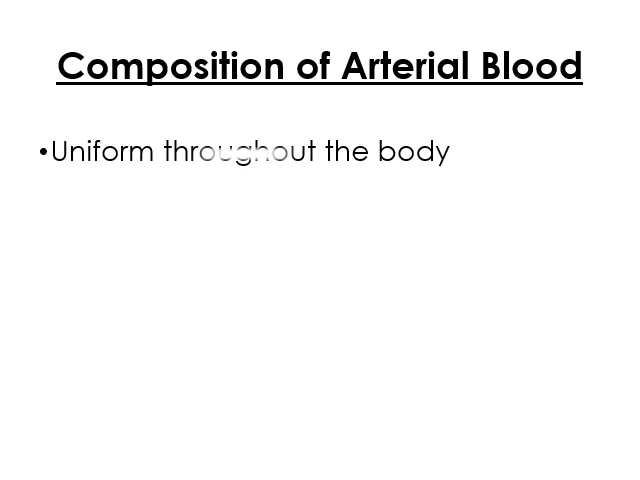 Composition of Arterial Blood
•Uniform throughout the body